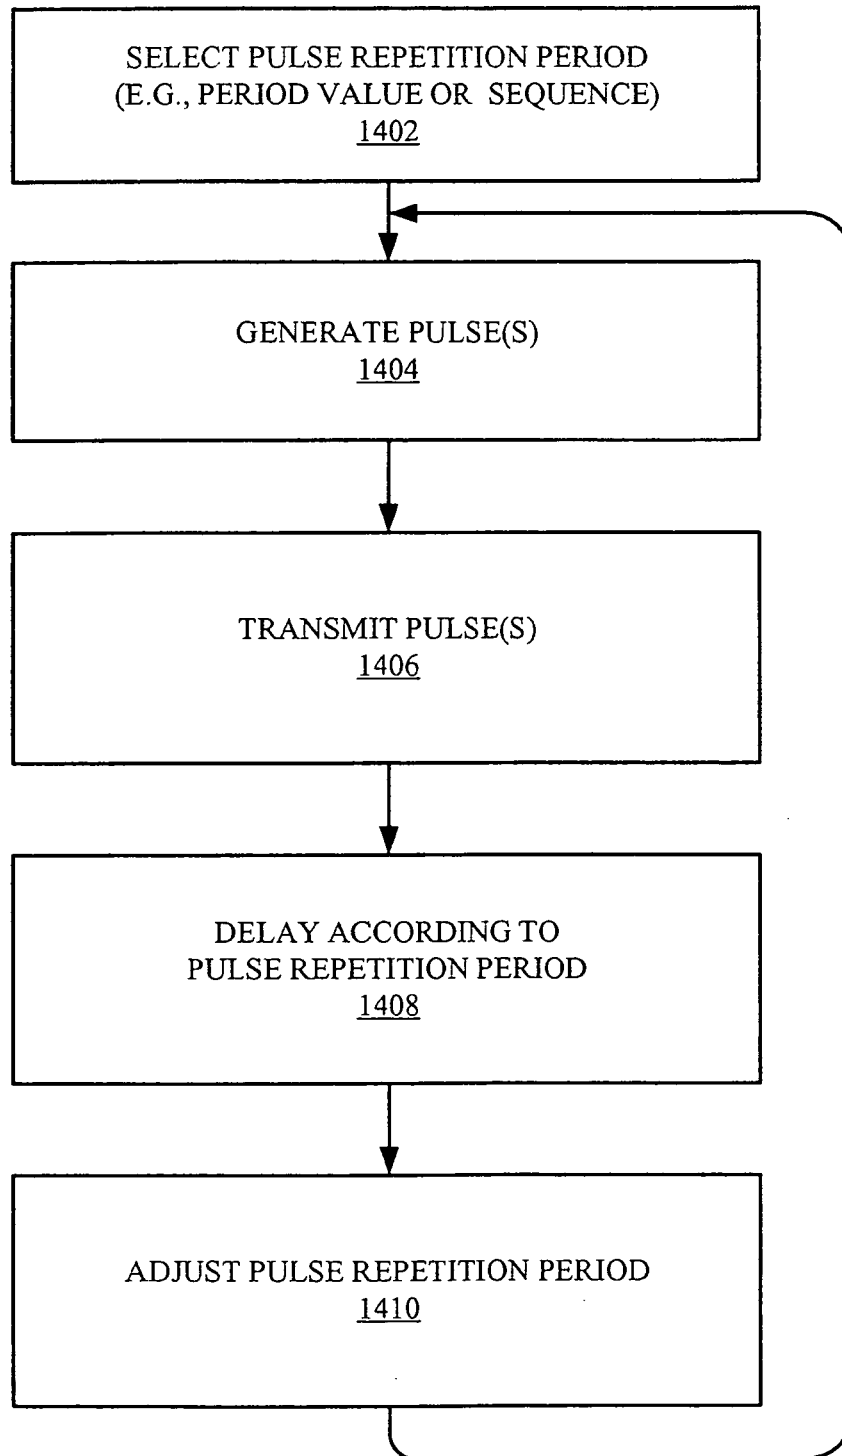 SELECT PULSE REPETITION PERIOD
(E.G., PERIOD VALUE OR SEQUENCE)
1402
GENERATE PULSE(S)
1404
TRANSMIT PULSE(S)
1406
DELAY ACCORDING TO
PULSE REPETITION PERIOD
1408
ADJUST PULSE REPETITION PERIOD
1410